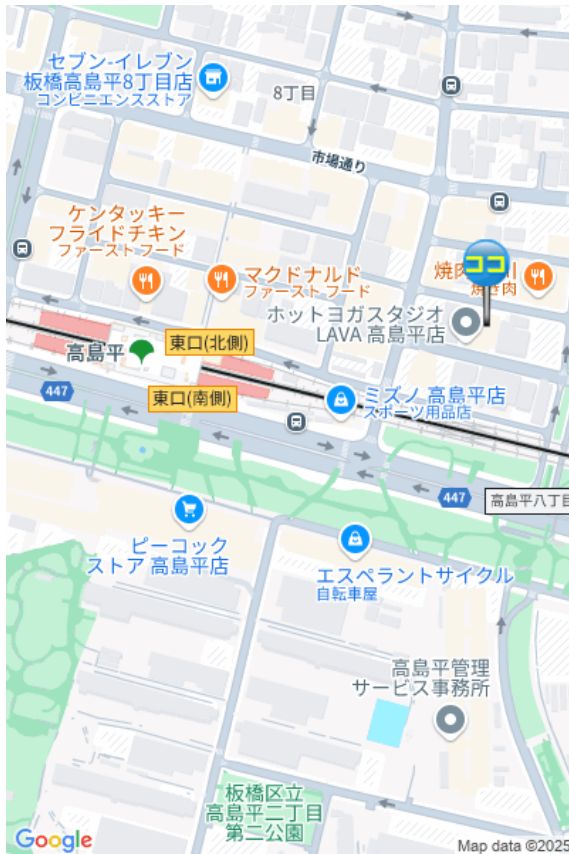 セブン-イレブン
板橋高島平8丁目店
コンビニエンスストア
8丁目
市場通り
ケンタッキー
フライドチキン
ファーストフード
マクドナルド
ファーストフード
ココ
焼肉
川
焼き肉
ホットヨガスタジオ
LAVA 高島平店
高島平
東口(北側)
東口(南側)
447
ミズノ 高島平店
スポーツ用品店
447
高島平八丁目
ピーコック
ストア 高島平店
エスペラントサイクル
自転車屋
高島平管理
サービス事務所
板橋区立
高島平二丁目
第二公園
Google
Map data ©2025